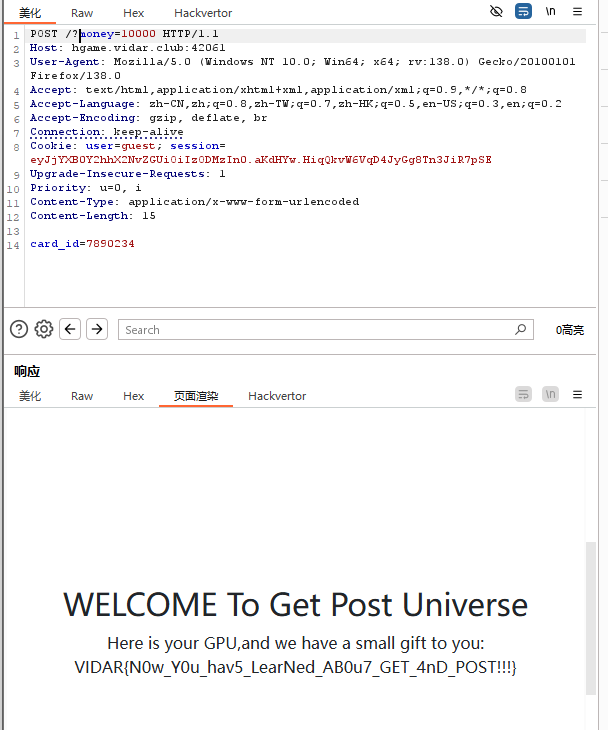 美化 Raw Hex Hackvertor \n
1 POST /?money=10000 HTTP/1.1
2 Host: hgame.vidar.club:42061
3 User-Agent: Mozilla/5.0 (Windows NT 10.0; Win64; x64; rv:138.0) Gecko/20100101
Firefox/138.0
4 Accept: text/html,application/xhtml+xml,application/xml;q=0.9,*/*;q=0.8
5 Accept-Language: zh-CN,zh;q=0.8,zh-TW;q=0.7,zh-HK;q=0.5,en-US;q=0.3,en;q=0.2
6 Accept-Encoding: gzip, deflate, br
7 Connection: keep-alive
8 Cookie: user=guest; session=
eyJjYXB0Y2hhX2NvZGUiOiIzODMzIn0.aKdHYw.HiqQkvW6VqD4JyGg8Tn3JiR7pSE
9 Upgrade-Insecure-Requests: 1
10 Priority: u=0, i
11 Content-Type: application/x-www-form-urlencoded
12 Content-Length: 15
13
14 card_id=7890234
Search 0高亮
响应
美化 Raw Hex 页面渲染 Hackvertor \n
WELCOME To Get Post Universe
Here is your GPU,and we have a small gift to you:
VIDAR{N0w_Y0u_hav5_LearNed_AB0u7_GET_4nD_POST!!!}